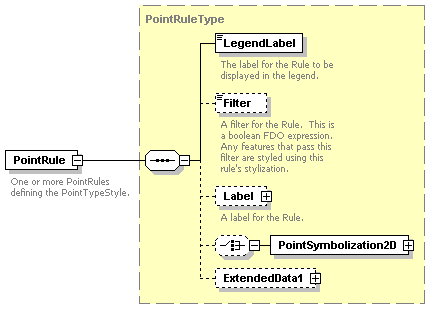 PointRuleType
LegendLabel
The label for the Rule to be
displayed in the legend.
Filter
A filter for the Rule.  This is
a boolean FDO expression.
Any features that pass this
filter are styled using this
rule's stylization.
PointRule
One or more PointRules
defining the PointTypeStyle.
Label
A label for the Rule.
PointSymbolization2D
ExtendedData1